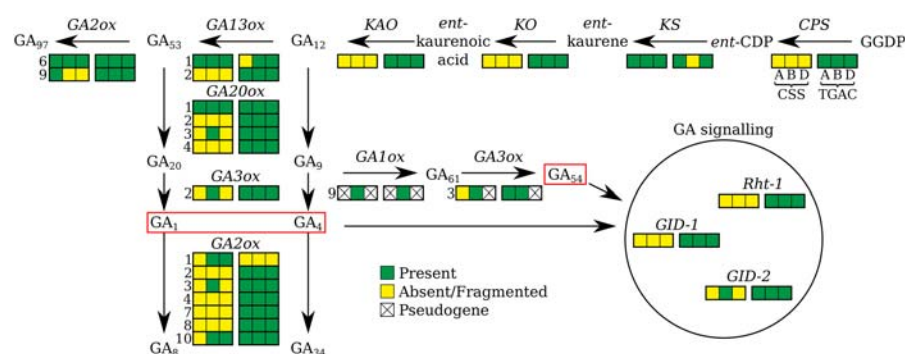 GA2ox GA13ox KAO ent- KO ent- KS CPS
GA97 GA53 GA12 kaurenoic kaurene ent-CDP GGDP
acid
6
9
1
2
A B D A B D
CSS TGAC
GA20ox
1
2
3
4
GA signalling
GA20 GA9 GA1ox GA61 GA3ox GA54
9 3
GA3ox
2
Rht-1
GA1 GA4
GID-1
GA2ox
1
2
3
4
7
8
10
Present
Absent/Fragmented
Pseudogene
GID-2
GA8 GA34